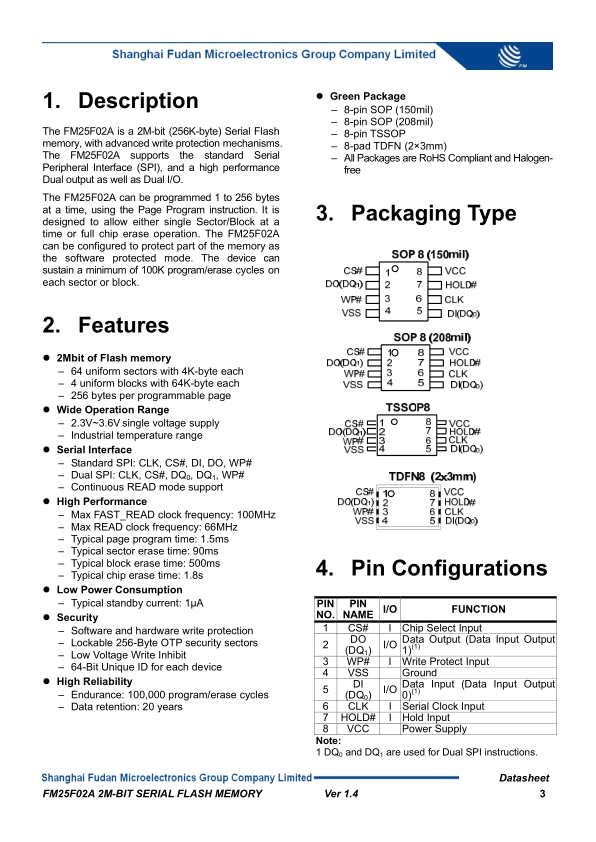 Shanghai Fudan Microelectronics Group Company Limited
FM
1. Description
The FM25F02A is a 2M-bit (256K-byte) Serial Flash
memory, with advanced write protection mechanisms.
The FM25F02A supports the standard Serial
Peripheral Interface (SPI), and a high performance
Dual output as well as Dual I/O.
The FM25F02A can be programmed 1 to 256 bytes
at a time, using the Page Program instruction. It is
designed to allow either single Sector/Block at a
time or full chip erase operation. The FM25F02A
can be configured to protect part of the memory as
the software protected mode. The device can
sustain a minimum of 100K program/erase cycles on
each sector or block.
2. Features
● 2Mbit of Flash memory
– 64 uniform sectors with 4K-byte each
– 4 uniform blocks with 64K-byte each
– 256 bytes per programmable page
● Wide Operation Range
– 2.3V~3.6V single voltage supply
– Industrial temperature range
● Serial Interface
– Standard SPI: CLK, CS#, DI, DO, WP#
– Dual SPI: CLK, CS#, DQ0, DQ1, WP#
– Continuous READ mode support
● High Performance
– Max FAST_READ clock frequency: 100MHz
– Max READ clock frequency: 66MHz
– Typical page program time: 1.5ms
– Typical sector erase time: 90ms
– Typical block erase time: 500ms
– Typical chip erase time: 1.8s
● Low Power Consumption
– Typical standby current: 1μA
● Security
– Software and hardware write protection
– Lockable 256-Byte OTP security sectors
– Low Voltage Write Inhibit
– 64-Bit Unique ID for each device
● High Reliability
– Endurance: 100,000 program/erase cycles
– Data retention: 20 years
● Green Package
– 8-pin SOP (150mil)
– 8-pin SOP (208mil)
– 8-pin TSSOP
– 8-pad TDFN (2×3mm)
– All Packages are RoHS Compliant and Halogen-
free
3. Packaging Type
SOP 8 (150mil)
CS# 1 8 VCC
DO(DQ1) 2 7 HOLD#
WP# 3 6 CLK
VSS 4 5 DI(DQ0)
SOP 8 (208mil)
CS# 1 8 VCC
DO(DQ1) 2 7 HOLD#
WP# 3 6 CLK
VSS 4 5 DI(DQ0)
TSSOP8
CS# 1 8 VCC
DO(DQ1) 2 7 HOLD#
WP# 3 6 CLK
VSS 4 5 DI(DQ0)
TDFN8 (2x3mm)
CS# 1 8 VCC
DO(DQ1) 2 7 HOLD#
WP# 3 6 CLK
VSS 4 5 DI(DQ0)
4. Pin Configurations
PIN NO. PIN NAME I/O FUNCTION
1 CS# I Chip Select Input
2 DO (DQ1) I/O Data Output (Data Input Output 1)(1)
3 WP# I Write Protect Input
4 VSS Ground
5 DI (DQ0) I/O Data Input (Data Input Output 0)(1)
6 CLK I Serial Clock Input
7 HOLD# I Hold Input
8 VCC Power Supply
Note:
1 DQ0 and DQ1 are used for Dual SPI instructions.
Shanghai Fudan Microelectronics Group Company Limited Datasheet
FM25F02A 2M-BIT SERIAL FLASH MEMORY Ver 1.4 3